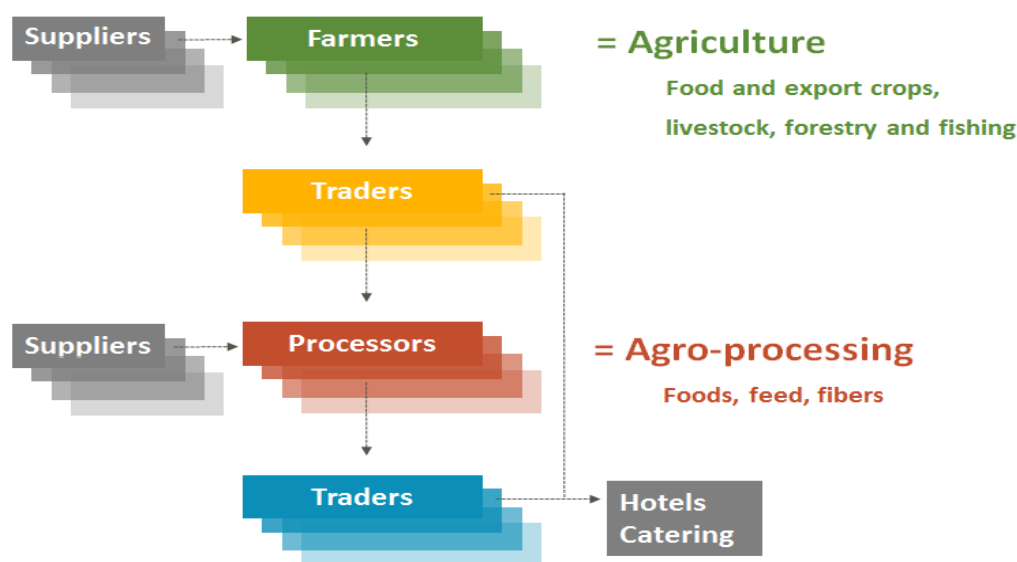 Suppliers
Farmers
= Agriculture
Food and export crops,
livestock, forestry and fishing
Traders
Suppliers
Processors
= Agro-processing
Foods, feed, fibers
Traders
Hotels
Catering